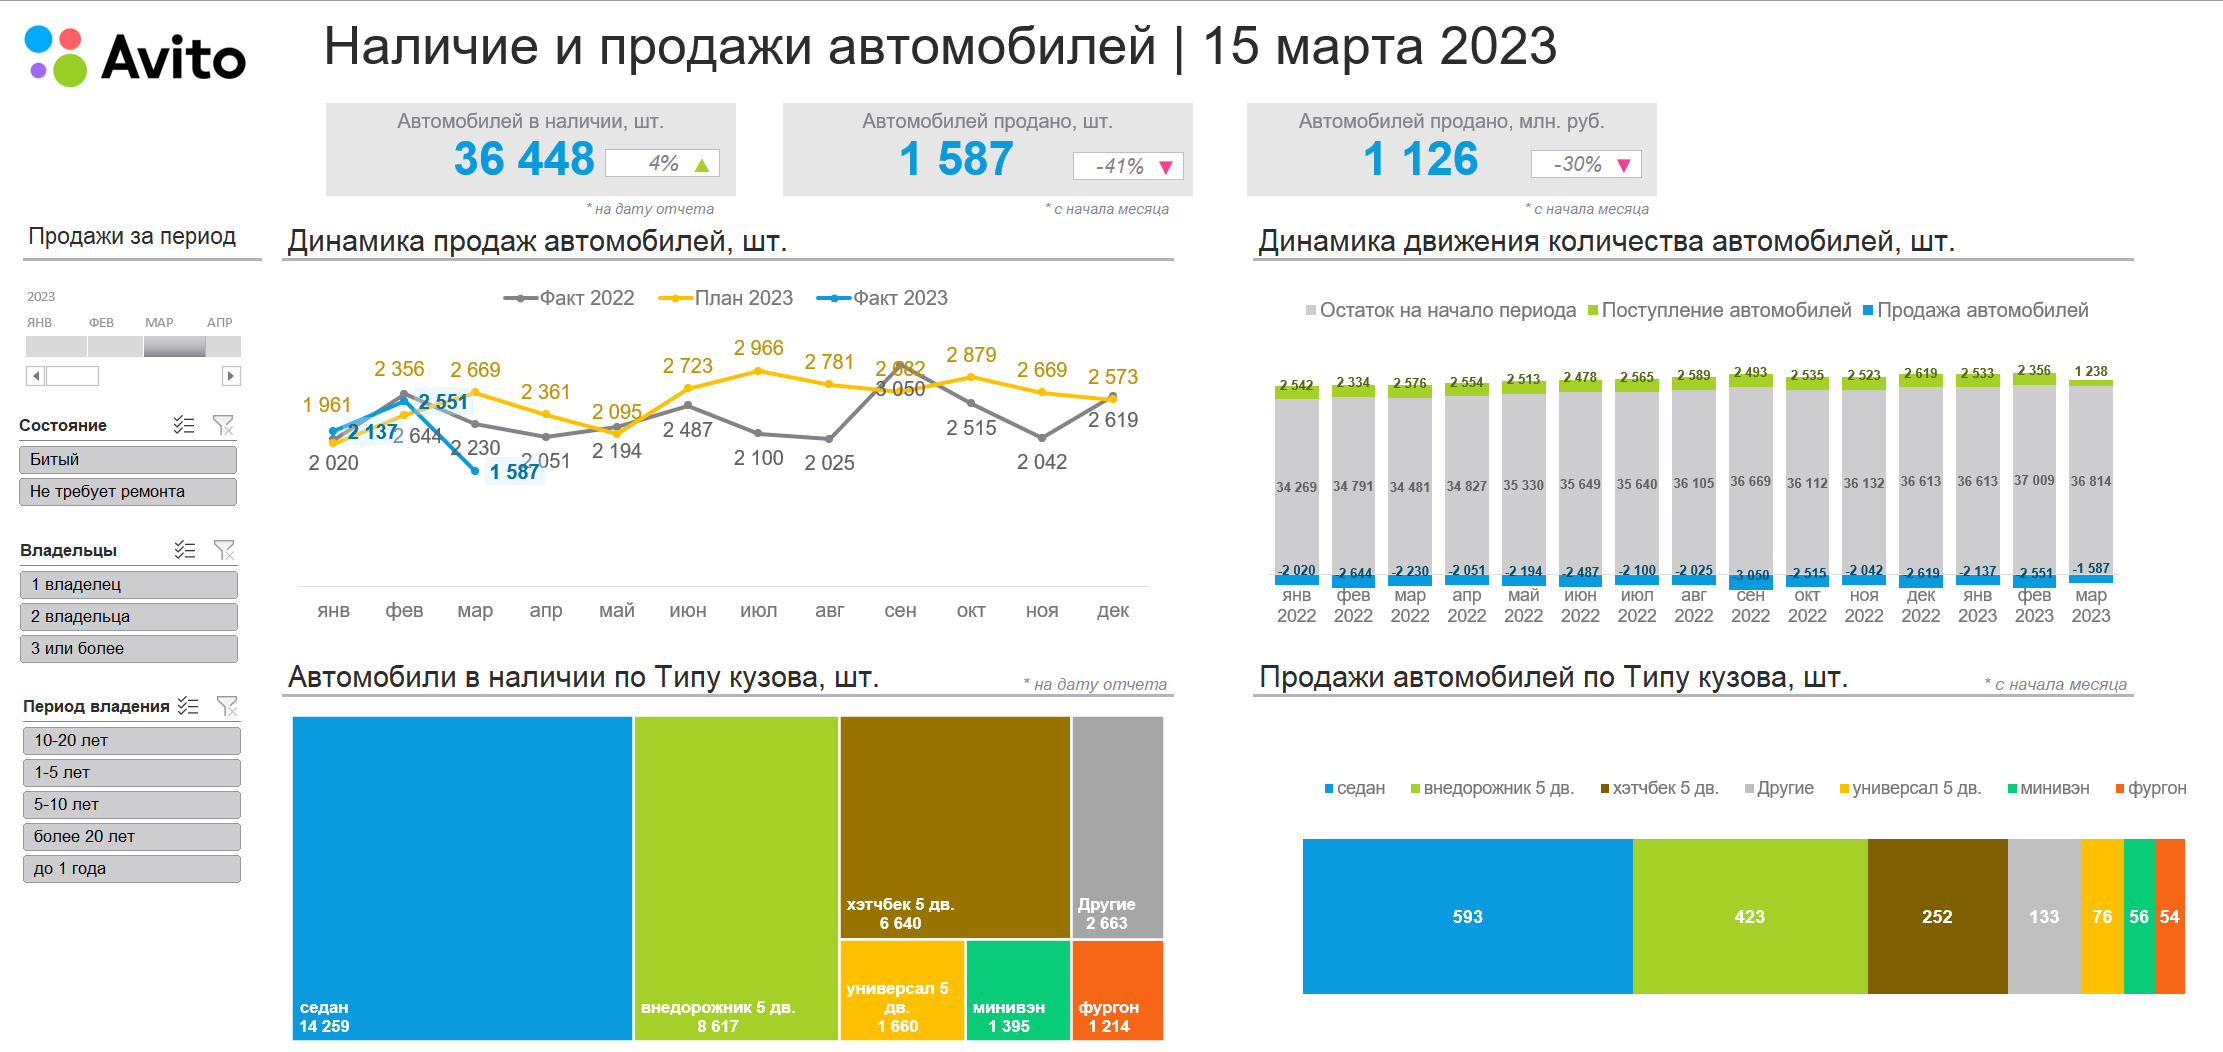 Avito
Наличие и продажи автомобилей | 15 марта 2023
Автомобилей в наличии, шт.
36 448
4%
* на дату отчета
Автомобилей продано, шт.
1 587
-41%
* с начала месяца
Автомобилей продано, млн. руб.
1 126
-30%
* с начала месяца
Продажи за период
2023
ЯНВ ФЕВ МАР АПР
Состояние
Битый
Не требует ремонта
Владельцы
1 владелец
2 владельца
3 или более
Период владения
10-20 лет
1-5 лет
5-10 лет
более 20 лет
до 1 года
Динамика продаж автомобилей, шт.
Факт 2022 План 2023 Факт 2023
1 961 2 356 2 669 2 361 2 095 2 723 2 966 2 781 2 682 2 879 2 669 2 573
2 137 2 551 1 587
2 020 2 644 2 230 2 051 2 194 2 487 2 100 2 025 3 050 2 515 2 042 2 619
янв фев мар апр май июн июл авг сен окт ноя дек
Динамика движения количества автомобилей, шт.
Остаток на начало периода Поступление автомобилей Продажа автомобилей
2 542 2 334 2 576 2 554 2 513 2 478 2 565 2 589 2 493 2 535 2 523 2 619 2 533 2 356 1 238
34 269 34 791 34 481 34 827 35 330 35 649 35 640 36 105 36 669 36 112 36 132 36 613 36 613 37 009 36 814
-2 020 -2 644 -2 230 -2 051 -2 194 -2 487 -2 100 -2 025 -3 050 -2 515 -2 042 -2 619 -2 137 -2 551 -1 587
янв фев мар апр май июн июл авг сен окт ноя дек янв фев мар
2022 2022 2022 2022 2022 2022 2022 2022 2022 2022 2022 2022 2023 2023 2023
Автомобили в наличии по Типу кузова, шт.
* на дату отчета
седан
14 259
внедорожник 5 дв.
8 617
хэтчбек 5 дв.
6 640
Другие
2 663
универсал 5
дв.
1 660
минивэн
1 395
фургон
1 214
Продажи автомобилей по Типу кузова, шт.
* с начала месяца
седан внедорожник 5 дв. хэтчбек 5 дв. Другие универсал 5 дв. минивэн фургон
593 423 252 133 76 56 54